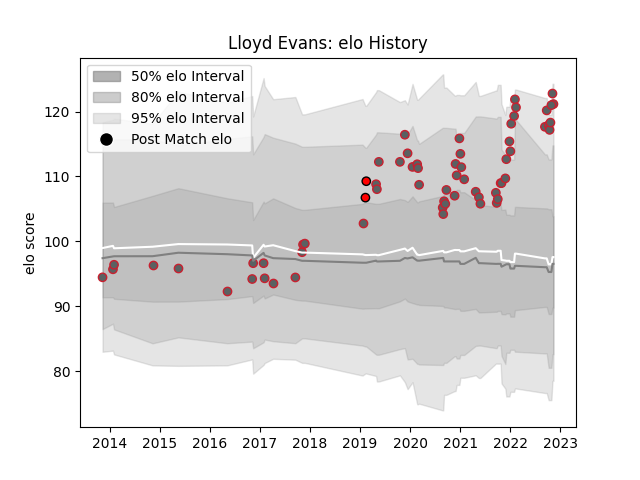 Lloyd Evans: elo History
50% elo Interval
80% elo Interval
95% elo Interval
Post Match elo
elo score
120
110
100
90
80
2014 2015 2016 2017 2018 2019 2020 2021 2022 2023